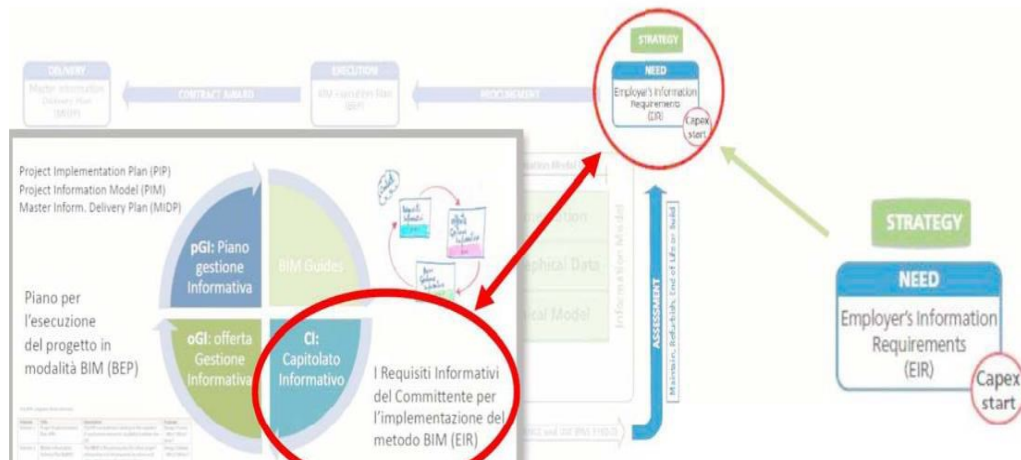 STRATEGY
NEED
Employer's Information
Requirements
(EIR)
Capex
start
DELIVERY
Master Information
Delivery Plan
(MIDP)
CONTRACT AWARD
EXECUTION
BIM Execution Plan
(BEP)
PROCUREMENT
Project Implementation Plan (PIP)
Project Information Model (PIM)
Master Inform. Delivery Plan (MIDP)
pGI: Piano
gestione
Informativa
BIM Guides
Piano per
l'esecuzione
del progetto in
modalità BIM (BEP)
oGI: offerta
Gestione
Informativa
CI:
Capitolato
Informativo
I Requisiti Informativi
del Committente per
l'implementazione del
metodo BIM (EIR)
Information Model
ASSESSMENT
Maintain, Refurbish, End of Life or Build
STRATEGY
NEED
Employer's Information
Requirements
(EIR)
Capex
start